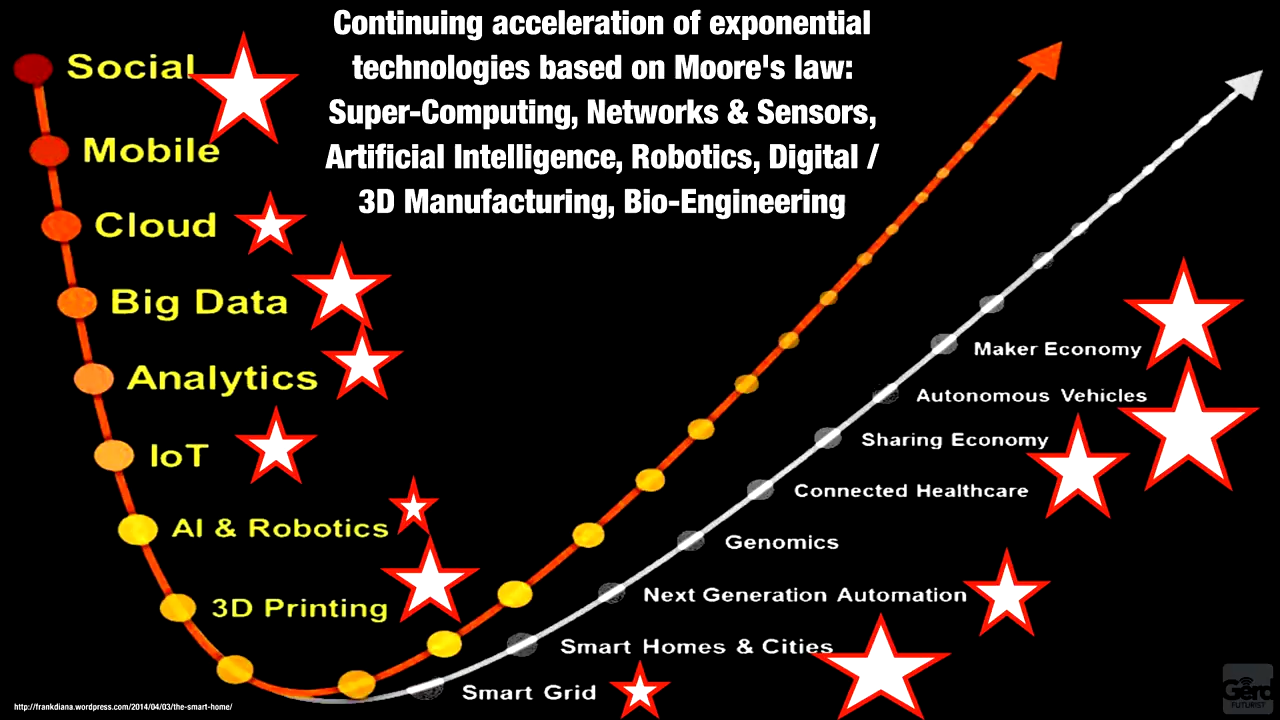 Continuing acceleration of exponential
technologies based on Moore's law:
Super-Computing, Networks & Sensors,
Artificial Intelligence, Robotics, Digital /
3D Manufacturing, Bio-Engineering
Social
Mobile
Cloud
Big Data
Analytics
IoT
AI & Robotics
3D Printing
Maker Economy
Autonomous Vehicles
Sharing Economy
Connected Healthcare
Genomics
Next Generation Automation
Smart Homes & Cities
Smart Grid
http://frankdiana.wordpress.com/2014/04/03/the-smart-home/
Gerd
FUTURIST